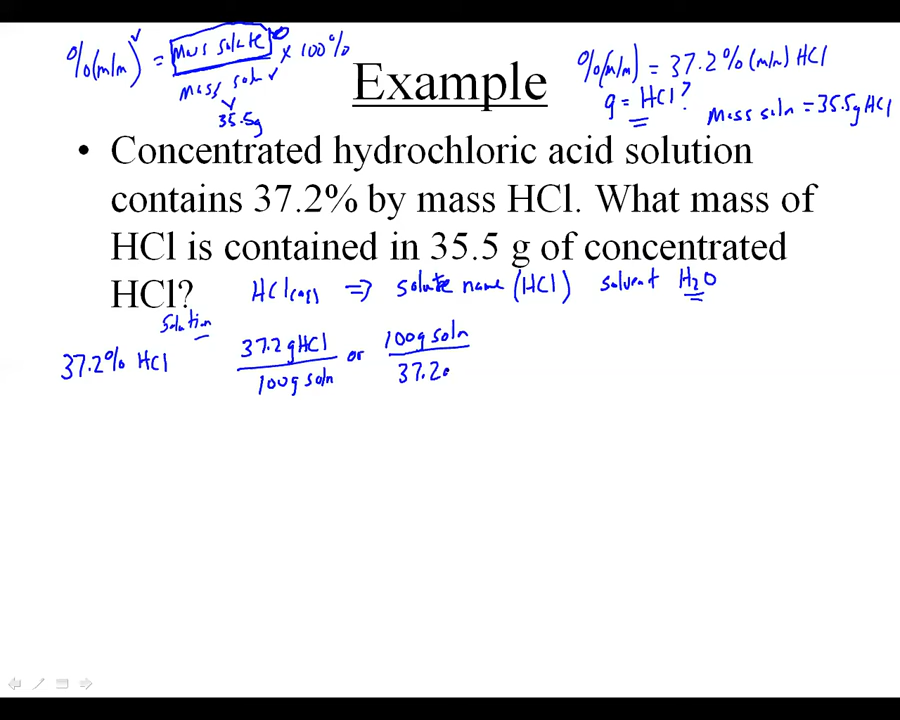 %(m/m) = mass solute × 100%
mass soln
35.5g
Example
%(m/m) = 37.2%(m/m) HCl
g = HCl?
mass soln = 35.5g HCl
• Concentrated hydrochloric acid solution
contains 37.2% by mass HCl. What mass of
HCl is contained in 35.5 g of concentrated
HCl?
HCl(aq) ⇒ solute name (HCl) solvent H2O
solution
37.2% HCl
37.2gHCl or 100g soln
100g soln 37.2